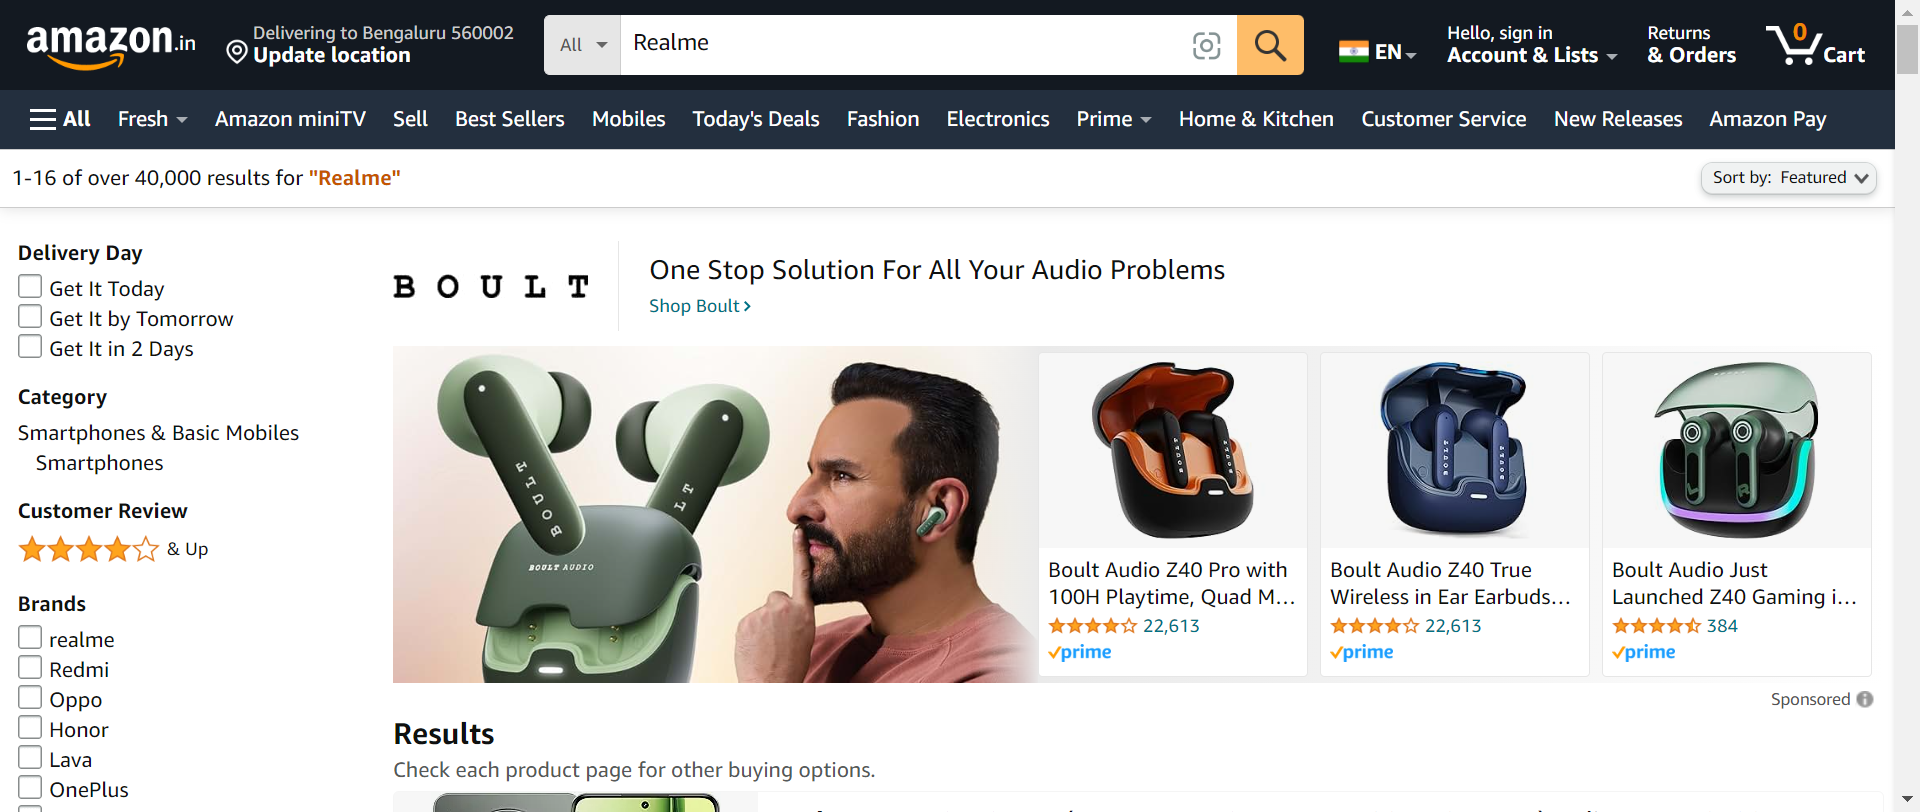 amazon.in
Delivering to Bengaluru 560002
Update location
All
Realme
EN
Hello, sign in
Account & Lists
Returns
& Orders
0
Cart
All
Fresh
Amazon miniTV
Sell
Best Sellers
Mobiles
Today's Deals
Fashion
Electronics
Prime
Home & Kitchen
Customer Service
New Releases
Amazon Pay
1-16 of over 40,000 results for "Realme"
Sort by: Featured
Delivery Day
Get It Today
Get It by Tomorrow
Get It in 2 Days
Category
Smartphones & Basic Mobiles
Smartphones
Customer Review
& Up
Brands
realme
Redmi
Oppo
Honor
Lava
OnePlus
BOULT
One Stop Solution For All Your Audio Problems
Shop Boult
BOULT
LT
BOULT
BOULT AUDIO
Boult Audio Z40 Pro with
100H Playtime, Quad M...
22,613
prime
Boult Audio Z40 True
Wireless in Ear Earbuds...
22,613
prime
L
R
Boult Audio Just
Launched Z40 Gaming i...
384
prime
Sponsored
Results
Check each product page for other buying options.